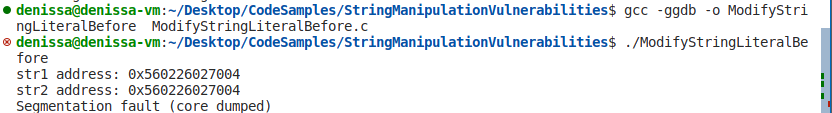 denissa@denissa-vm:~/Desktop/CodeSamples/StringManipulationVulnerabilities$ gcc -ggdb -o ModifyStri
ngLiteralBefore  ModifyStringLiteralBefore.c
denissa@denissa-vm:~/Desktop/CodeSamples/StringManipulationVulnerabilities$ ./ModifyStringLiteralBe
fore
str1 address: 0x560226027004
str2 address: 0x560226027004
Segmentation fault (core dumped)